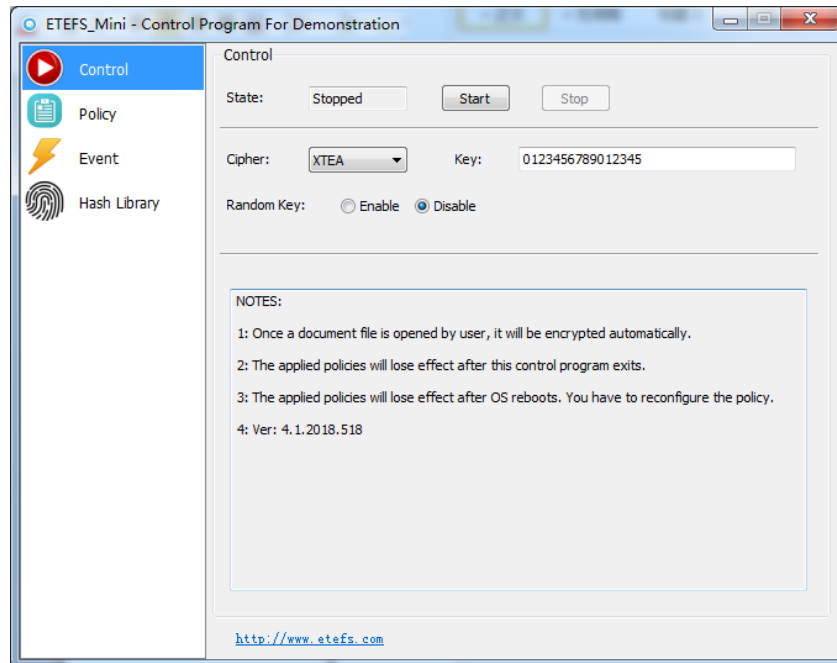 ETEFS_Mini - Control Program For Demonstration
Control
Policy
Event
Hash Library
Control
State: Stopped Start Stop
Cipher: XTEA Key: 0123456789012345
Random Key: Enable Disable
NOTES:
1: Once a document file is opened by user, it will be encrypted automatically.
2: The applied policies will lose effect after this control program exits.
3: The applied policies will lose effect after OS reboots. You have to reconfigure the policy.
4: Ver: 4.1.2018.518
http://www.etefs.com